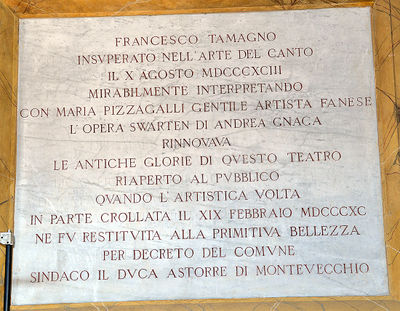 FRANCESCO TAMAGNO
INSVPERATO NELL'ARTE DEL CANTO
IL X AGOSTO MDCCCXCIII
MIRABILMENTE INTERPRETANDO
CON MARIA PIZZAGALLI GENTILE ARTISTA FANESE
L'OPERA SWARTEN DI ANDREA GNAGA
RINNOVAVA
LE ANTICHE GLORIE DI QVESTO TEATRO
RIAPERTO AL PVBBLICO
QVANDO L'ARTISTICA VOLTA
IN PARTE CROLLATA IL XIX FEBBRAIO MDCCCXC
NE FV RESTITVITA ALLA PRIMITIVA BELLEZZA
PER DECRETO DEL COMVNE
SINDACO IL DVCA ASTORRE DI MONTEVECCHIO